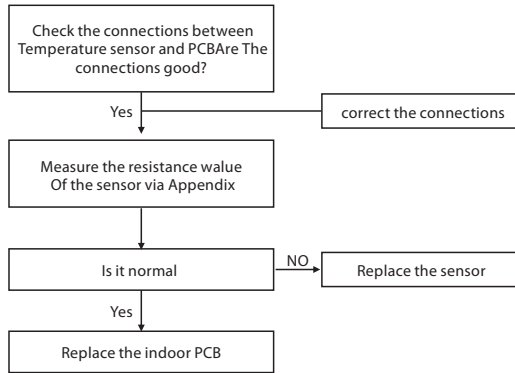 Check the connections between
Temperature sensor and PCBAre The
connections good?
Yes
correct the connections
Measure the resistance walue
Of the sensor via Appendix
Is it normal
NO
Replace the sensor
Yes
Replace the indoor PCB